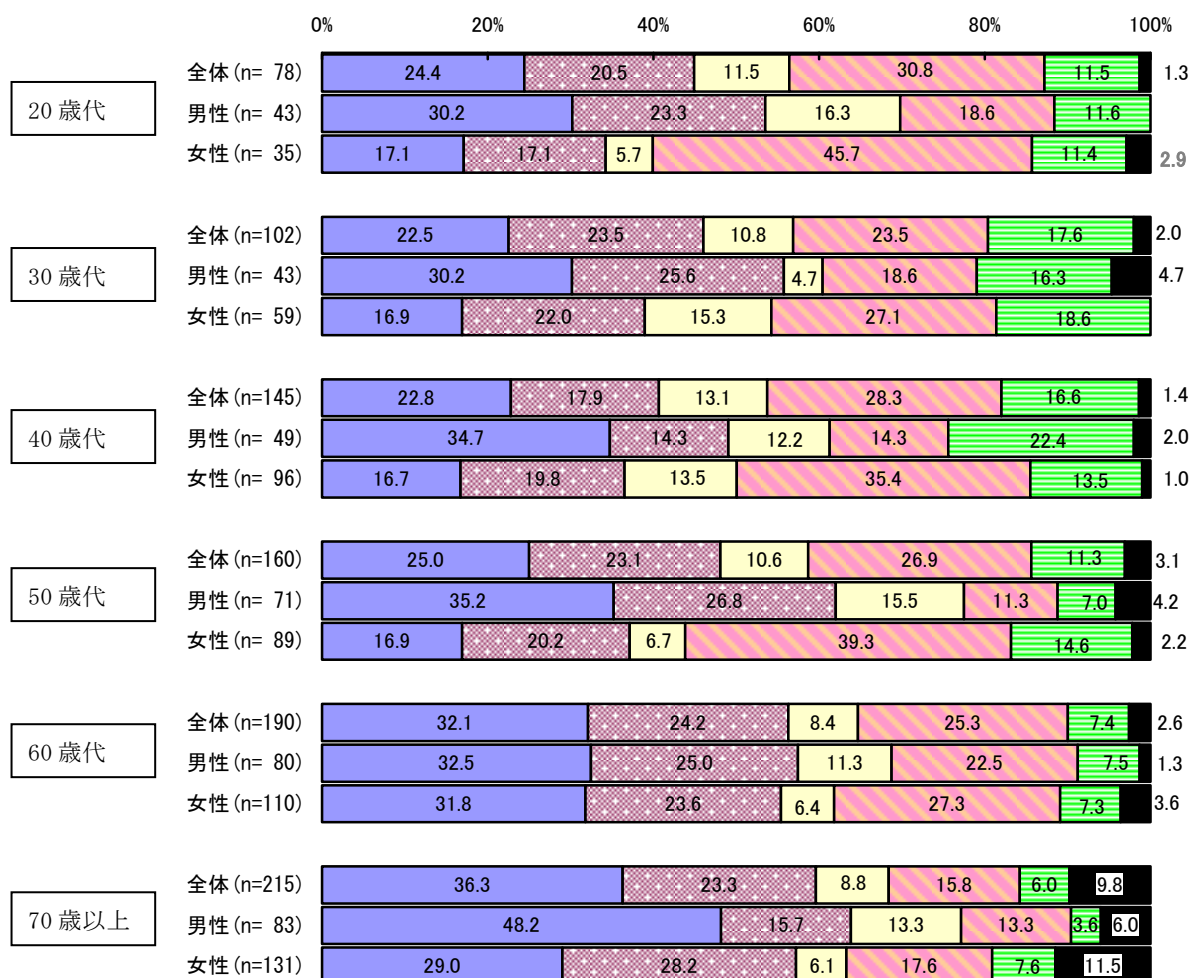 0% 20% 40% 60% 80% 100%
全体(n= 78) 24.4 20.5 11.5 30.8 11.5 1.3
20 歳代 男性(n= 43) 30.2 23.3 16.3 18.6 11.6
女性(n= 35) 17.1 17.1 5.7 45.7 11.4 2.9
全体(n=102) 22.5 23.5 10.8 23.5 17.6 2.0
30 歳代 男性(n= 43) 30.2 25.6 4.7 18.6 16.3 4.7
女性(n= 59) 16.9 22.0 15.3 27.1 18.6
全体(n=145) 22.8 17.9 13.1 28.3 16.6 1.4
40 歳代 男性(n= 49) 34.7 14.3 12.2 14.3 22.4 2.0
女性(n= 96) 16.7 19.8 13.5 35.4 13.5 1.0
全体(n=160) 25.0 23.1 10.6 26.9 11.3 3.1
50 歳代 男性(n= 71) 35.2 26.8 15.5 11.3 7.0 4.2
女性(n= 89) 16.9 20.2 6.7 39.3 14.6 2.2
全体(n=190) 32.1 24.2 8.4 25.3 7.4 2.6
60 歳代 男性(n= 80) 32.5 25.0 11.3 22.5 7.5 1.3
女性(n=110) 31.8 23.6 6.4 27.3 7.3 3.6
全体(n=215) 36.3 23.3 8.8 15.8 6.0 9.8
70 歳以上 男性(n= 83) 48.2 15.7 13.3 13.3 3.6 6.0
女性(n=131) 29.0 28.2 6.1 17.6 7.6 11.5